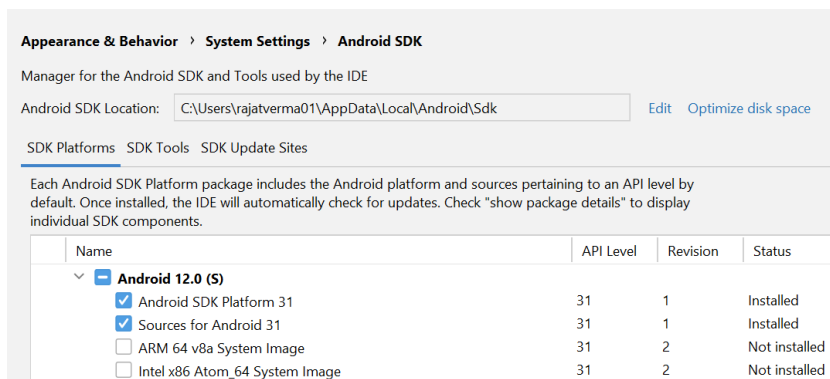 Appearance & Behavior › System Settings › Android SDK
Manager for the Android SDK and Tools used by the IDE
Android SDK Location: C:\Users\rajatverma01\AppData\Local\Android\Sdk Edit Optimize disk space
SDK Platforms SDK Tools SDK Update Sites
Each Android SDK Platform package includes the Android platform and sources pertaining to an API level by
default. Once installed, the IDE will automatically check for updates. Check "show package details" to display
individual SDK components.
Name API Level Revision Status
Android 12.0 (S)
Android SDK Platform 31 31 1 Installed
Sources for Android 31 31 1 Installed
ARM 64 v8a System Image 31 2 Not installed
Intel x86 Atom_64 System Image 31 2 Not installed